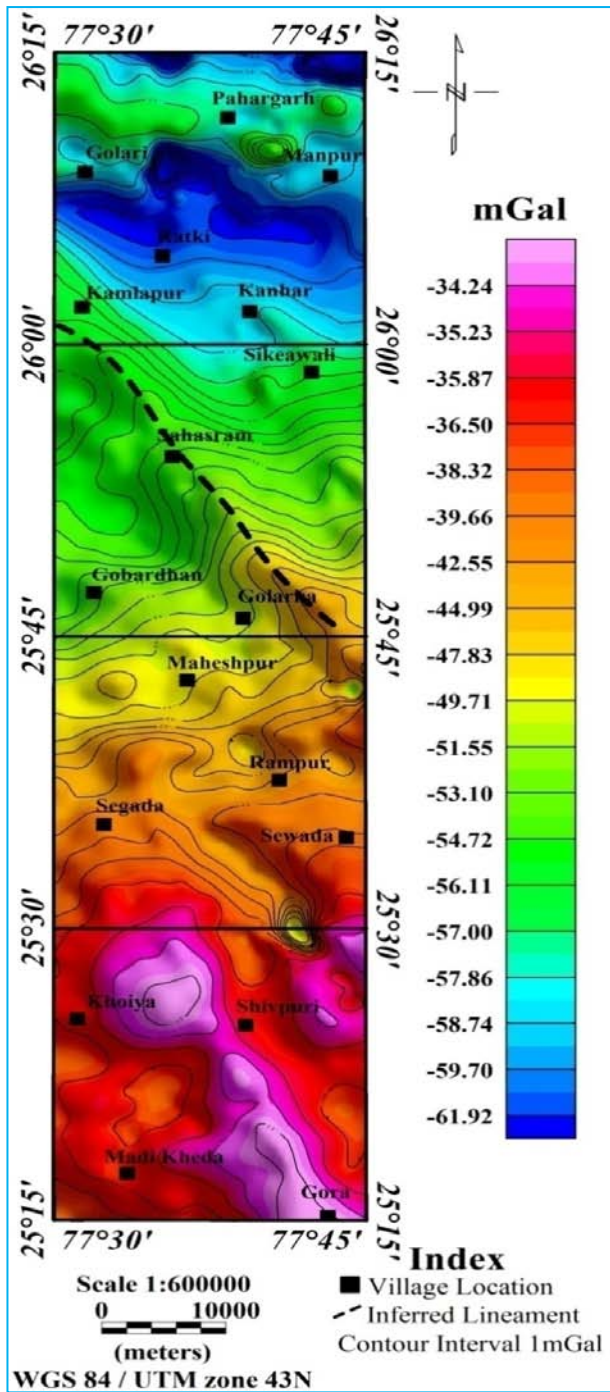 77°30' 77°45'
26°15' 26°15'
Pahargarh
Golari Manpur
Ratki
mGal
-34.24
-35.23
-35.87
-36.50
-38.32
-39.66
-42.55
-44.99
-47.83
-49.71
-51.55
-53.10
-54.72
-56.11
-57.00
-57.86
-58.74
-59.70
-61.92
Kamlapur Kanhar
26°00' 26°00'
Sikeawali
Sahasram
Gobardhan Golarka
25°45' 25°45'
Maheshpur
Rampur
Segada Sewada
25°30' 25°30'
Khoiya Shivpuri
Madi Kheda
Gora
25°15' 25°15'
77°30' 77°45'
Index
Scale 1:600000
0 10000
(meters)
Village Location
Inferred Lineament
Contour Interval 1mGal
WGS 84 / UTM zone 43N
N